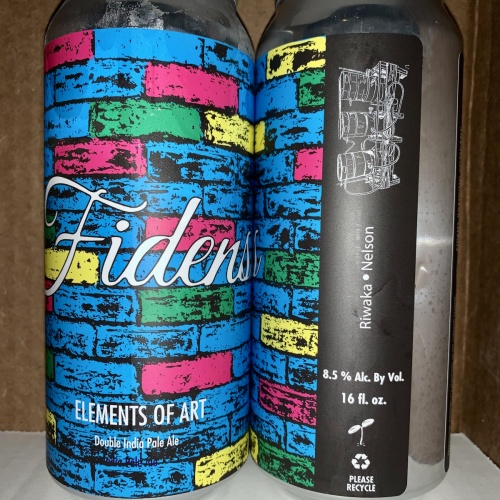 Fidens
ELEMENTS OF ART
Double India Pale Ale
Riwaka • Nelson
8.5 % Alc. By Vol.
16 fl. oz.
PLEASE
RECYCLE